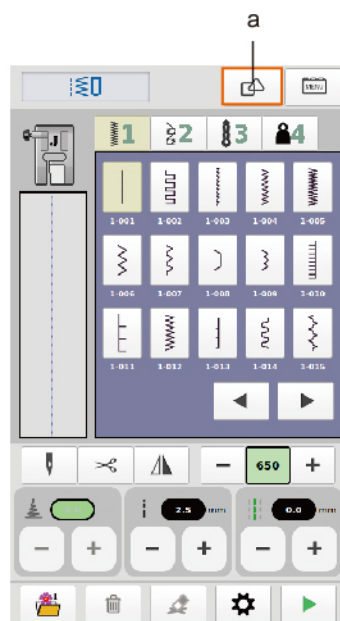 a
MENU
J
1 2 3 4
1-001 1-002 1-003 1-004 1-005
1-006 1-007 1-008 1-009 1-010
1-011 1-012 1-013 1-014 1-015
− 650 +
2.5 mm 0.0 mm
− + − + − +